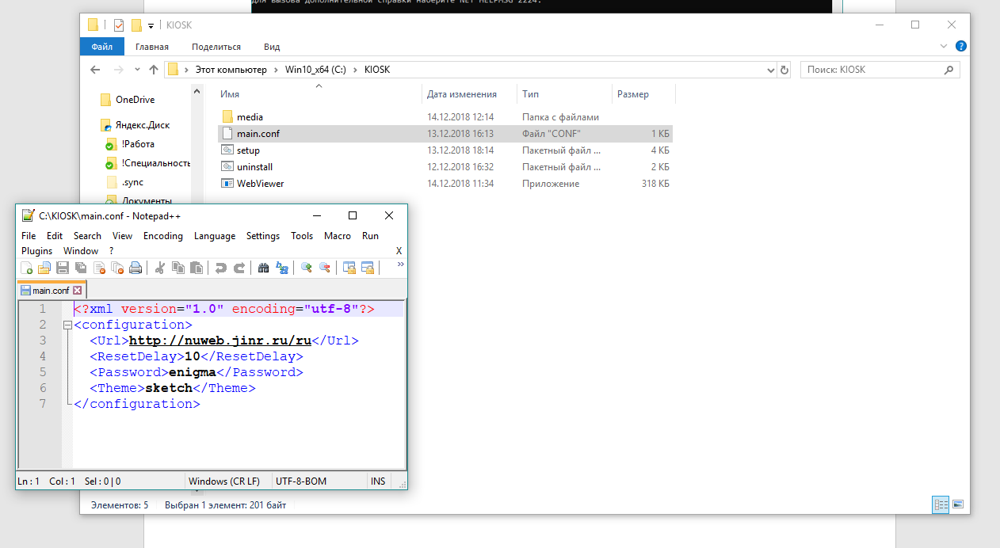 для вызова дополнительной справки наберите NET HELPMSG 2224.
KIOSK
Файл Главная Поделиться Вид
Этот компьютер Win10_x64 (C:) KIOSK
Поиск: KIOSK
Имя Дата изменения Тип Размер
OneDrive
Яндекс.Диск
!Работа
!Специальность
.sync
Документы
media 14.12.2018 12:14 Папка с файлами
main.conf 13.12.2018 16:13 Файл "CONF" 1 КБ
setup 13.12.2018 18:14 Пакетный файл ... 4 КБ
uninstall 12.12.2018 16:32 Пакетный файл ... 2 КБ
WebViewer 14.12.2018 11:34 Приложение 318 КБ
C:\KIOSK\main.conf - Notepad++
File Edit Search View Encoding Language Settings Tools Macro Run
Plugins Window ? X
main.conf
1 <?xml version="1.0" encoding="utf-8"?>
2 <configuration>
3 <Url>http://nuweb.jinr.ru/ru</Url>
4 <ResetDelay>10</ResetDelay>
5 <Password>enigma</Password>
6 <Theme>sketch</Theme>
7 </configuration>
Ln : 1 Col : 1 Sel : 0 | 0 Windows (CR LF) UTF-8-BOM INS
Элементов: 5 Выбран 1 элемент: 201 байт